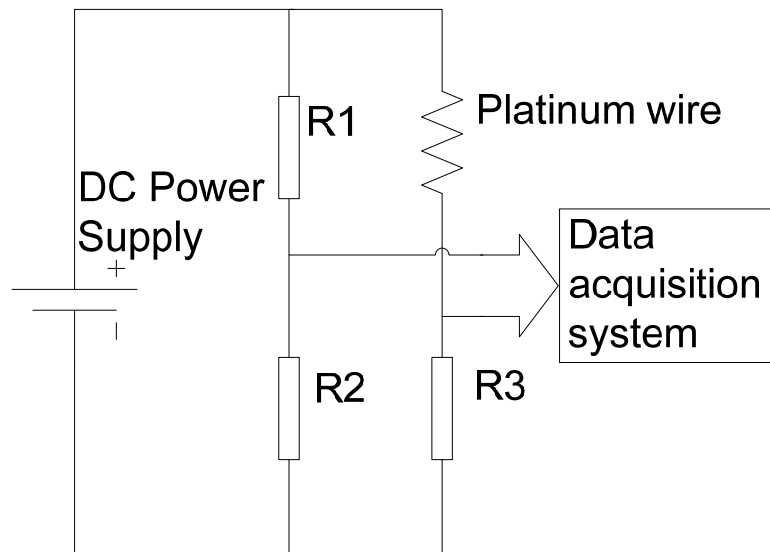 R1
Platinum wire
DC Power
Supply
+
Data
acquisition
system
R2
R3